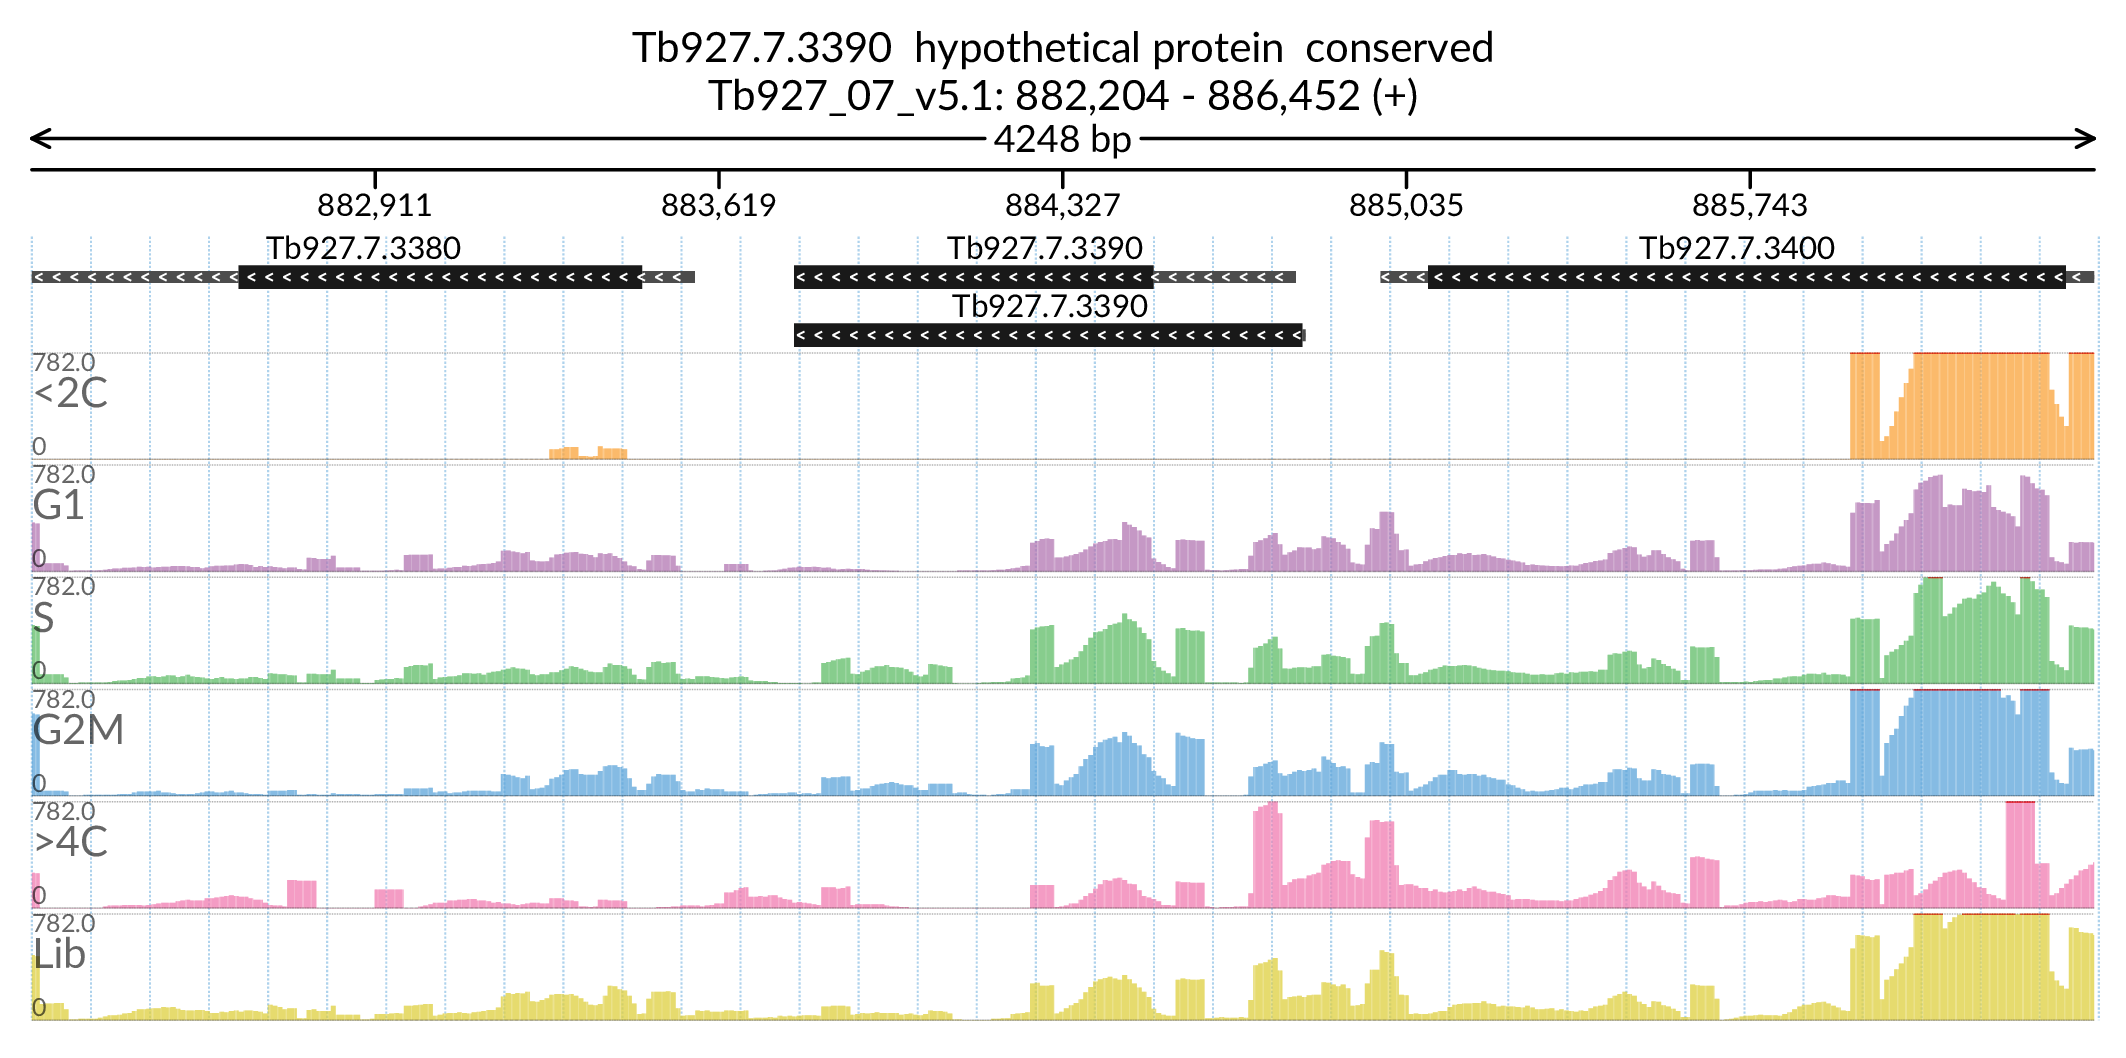 Tb927.7.3390  hypothetical protein  conserved
Tb927_07_v5.1: 882,204 - 886,452 (+)
4248 bp
882,911 883,619 884,327 885,035 885,743
Tb927.7.3380 Tb927.7.3390 Tb927.7.3400
Tb927.7.3390
782.0
<2C
0
782.0
G1
0
782.0
S
0
782.0
G2M
0
782.0
>4C
0
782.0
Lib
0